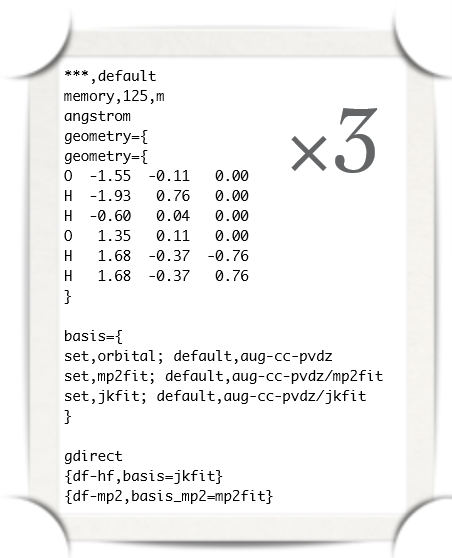 ***,default
memory,125,m
angstrom
geometry={
geometry={
O  -1.55  -0.11   0.00
H  -1.93   0.76   0.00
H  -0.60   0.04   0.00
O   1.35   0.11   0.00
H   1.68  -0.37  -0.76
H   1.68  -0.37   0.76
}
×3
basis={
set,orbital; default,aug-cc-pvdz
set,mp2fit; default,aug-cc-pvdz/mp2fit
set,jkfit; default,aug-cc-pvdz/jkfit
}
gdirect
{df-hf,basis=jkfit}
{df-mp2,basis_mp2=mp2fit}